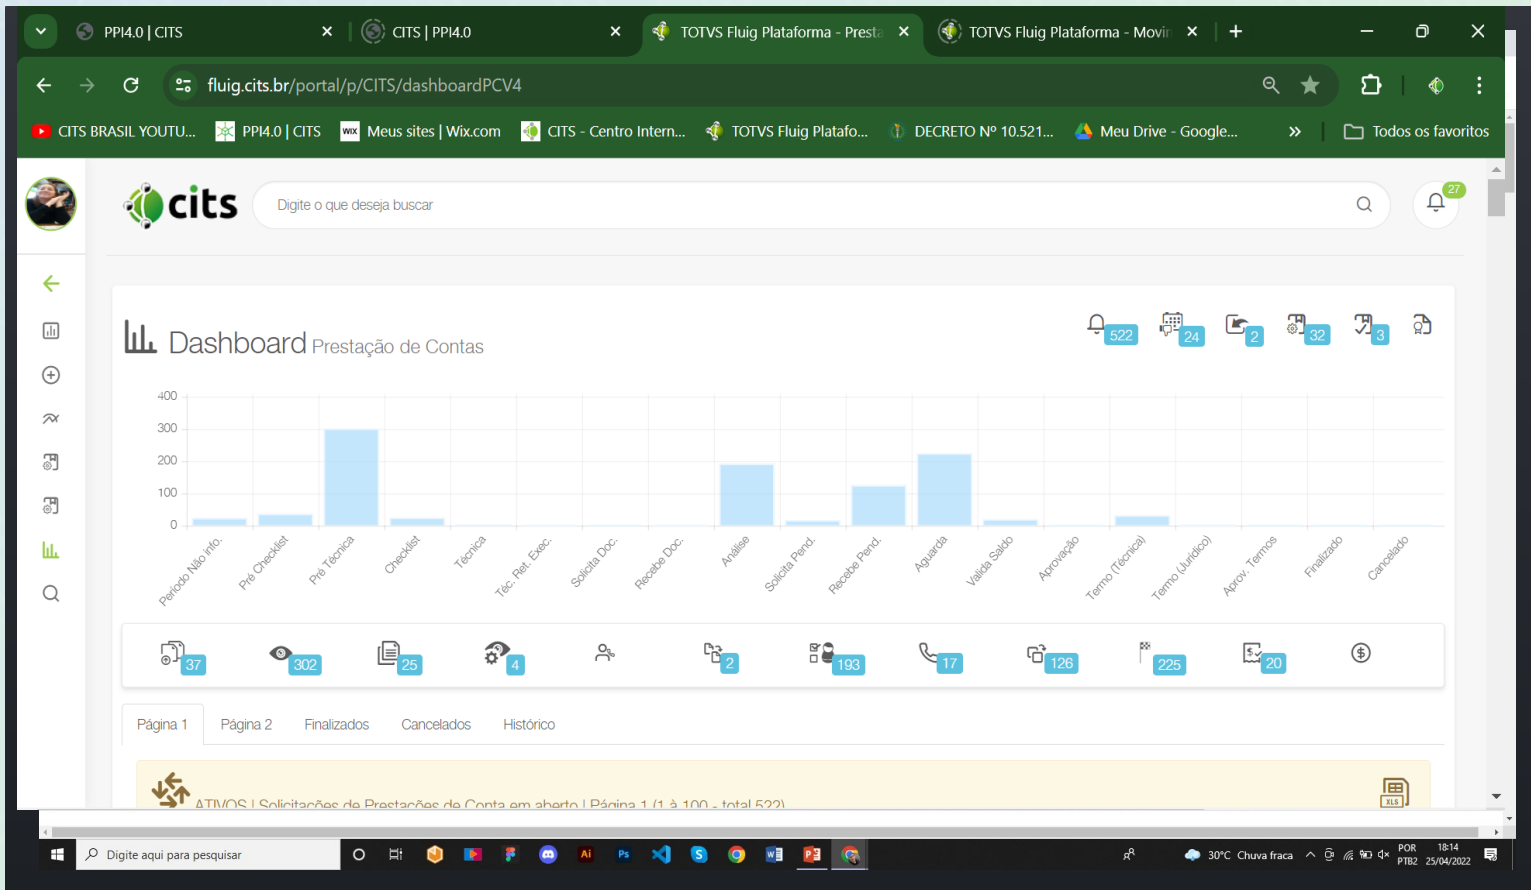 PPI4.0 | CITS
CITS | PPI4.0
TOTVS Fluig Plataforma - Presta
TOTVS Fluig Plataforma - Movin
fluig.cits.br/portal/p/CITS/dashboardPCV4
CITS BRASIL YOUTU...
PPI4.0 | CITS
WIX
Meus sites | Wix.com
CITS - Centro Intern...
TOTVS Fluig Platafo...
DECRETO Nº 10.521...
Meu Drive - Google...
»
Todos os favoritos
cits
Digite o que deseja buscar
27
Dashboard Prestação de Contas
522
24
2
32
3
400
300
200
100
0
Período Não info.
Pré Checklist
Pré Técnica
Checklist
Técnica
Téc. Ret. Exec.
Solicita Doc.
Recebe Doc.
Análise
Solicita Pend.
Recebe Pend.
Aguarda
Valida Saldo
Aprovação
Termo (Técnica)
Termo (Jurídico)
Aprov. Termos
Finalizado
Cancelado
37
302
25
4
2
193
17
126
225
20
Página 1
Página 2
Finalizados
Cancelados
Histórico
ATIVOS | Solicitações de Prestações de Conta em aberto | Página 1 (1 à 100 - total 522)
XLS
Digite aqui para pesquisar
Ai
Ps
30°C Chuva fraca
POR
PTB2
18:14
25/04/2022